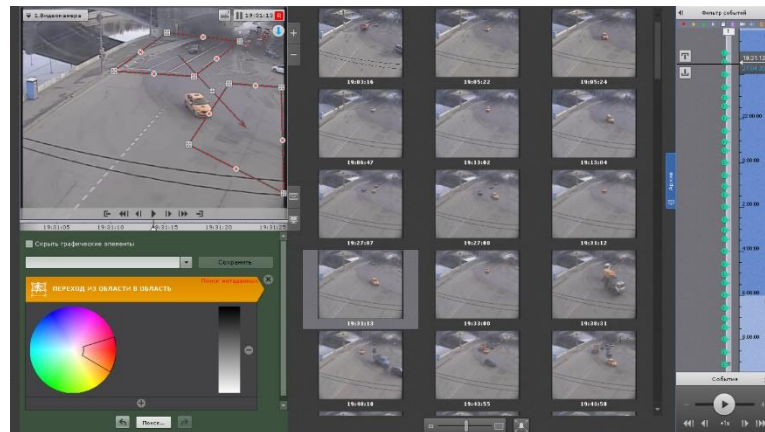 1.Видеокамера
19:31:13
19:31:05 19:31:10 19:31:15 19:31:20 19:31:25
Скрыть графические элементы
Сохранить
ПЕРЕХОД ИЗ ОБЛАСТИ В ОБЛАСТЬ
Поиск...
19:03:16 19:05:22 19:05:24
19:06:47 19:13:02 19:13:04
19:27:07 19:31:12
19:31:13 19:33:00 19:38:31
19:40:10 19:43:55 19:43:58
Архив
Фильтр событий
События